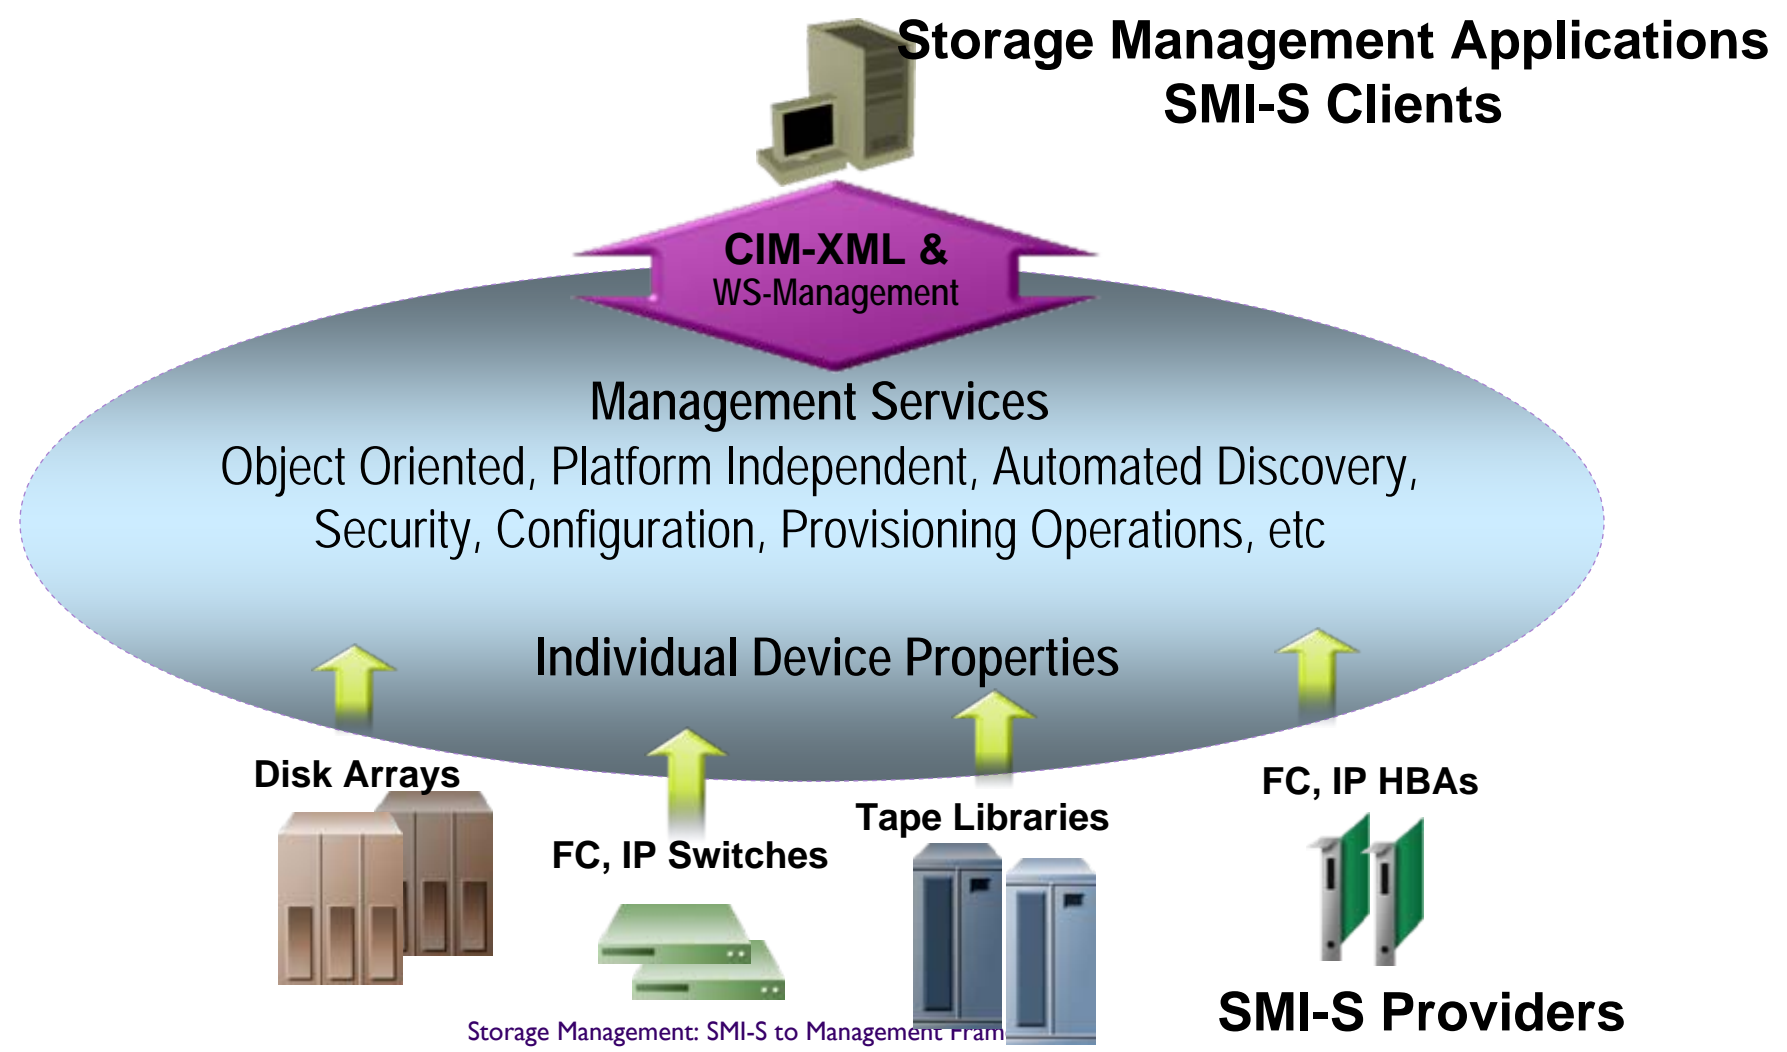 Storage Management Applications
SMI-S Clients
CIM-XML &
WS-Management
Management Services
Object Oriented, Platform Independent, Automated Discovery,
Security, Configuration, Provisioning Operations, etc
Individual Device Properties
Disk Arrays
FC, IP Switches
Tape Libraries
FC, IP HBAs
SMI-S Providers
Storage Management: SMI-S to Management Fram